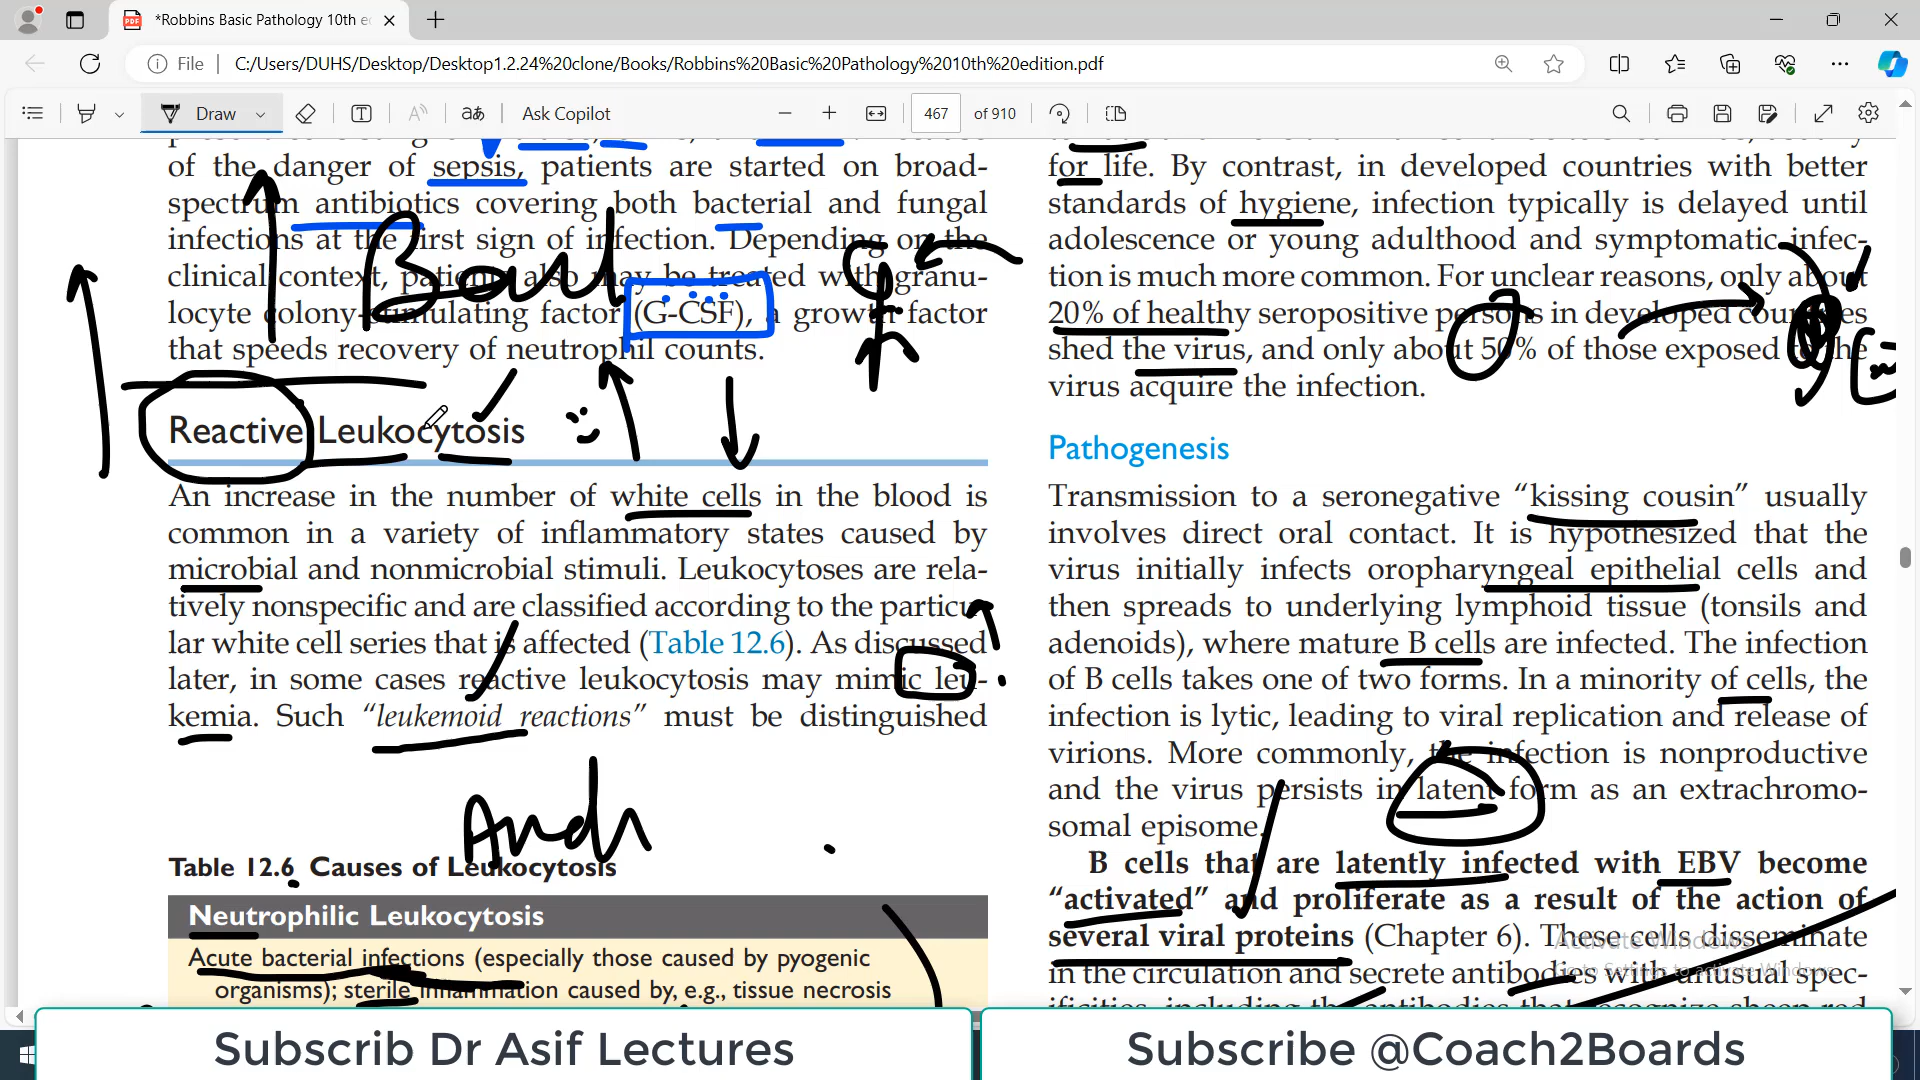 *Robbins Basic Pathology 10th e
File
C:/Users/DUHS/Desktop/Desktop1.2.24%20clone/Books/Robbins%20Basic%20Pathology%2010th%20edition.pdf
Draw
Ask Copilot
467 of 910
of the danger of sepsis, patients are started on broad-
spectrum antibiotics covering both bacterial and fungal
infections at the first sign of infection. Depending on the
clinical context, patients also may be treated with granu-
locyte colony-stimulating factor (G-CSF), a growth factor
that speeds recovery of neutrophil counts.
Reactive Leukocytosis
An increase in the number of white cells in the blood is
common in a variety of inflammatory states caused by
microbial and nonmicrobial stimuli. Leukocytoses are rela-
tively nonspecific and are classified according to the particu-
lar white cell series that is affected (Table 12.6). As discussed
later, in some cases reactive leukocytosis may mimic leu-
kemia. Such “leukemoid reactions” must be distinguished
Table 12.6 Causes of Leukocytosis
Neutrophilic Leukocytosis
Acute bacterial infections (especially those caused by pyogenic
organisms); sterile inflammation caused by, e.g., tissue necrosis
for life. By contrast, in developed countries with better
standards of hygiene, infection typically is delayed until
adolescence or young adulthood and symptomatic infec-
tion is much more common. For unclear reasons, only about
20% of healthy seropositive persons in developed countries
shed the virus, and only about 50% of those exposed to the
virus acquire the infection.
Pathogenesis
Transmission to a seronegative “kissing cousin” usually
involves direct oral contact. It is hypothesized that the
virus initially infects oropharyngeal epithelial cells and
then spreads to underlying lymphoid tissue (tonsils and
adenoids), where mature B cells are infected. The infection
of B cells takes one of two forms. In a minority of cells, the
infection is lytic, leading to viral replication and release of
virions. More commonly, the infection is nonproductive
and the virus persists in latent form as an extrachromo-
somal episome.
B cells that are latently infected with EBV become
“activated” and proliferate as a result of the action of
several viral proteins (Chapter 6). These cells disseminate
in the circulation and secrete antibodies with unusual spec-
Activate Windows
Go to Settings to activate Windows.
Subscrib Dr Asif Lectures
Subscribe @Coach2Boards